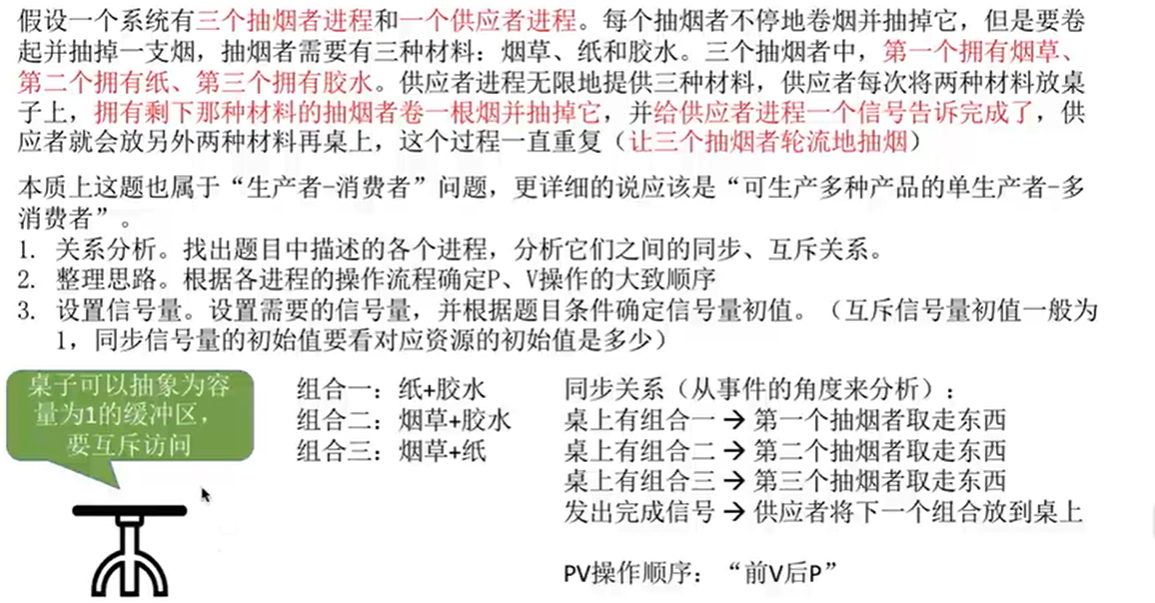 假设一个系统有三个抽烟者进程和一个供应者进程。每个抽烟者不停地卷烟并抽掉它，但是要卷
起并抽掉一支烟，抽烟者需要有三种材料：烟草、纸和胶水。三个抽烟者中，第一个拥有烟草、
第二个拥有纸、第三个拥有胶水。供应者进程无限地提供三种材料，供应者每次将两种材料放桌
子上，拥有剩下那种材料的抽烟者卷一根烟并抽掉它，并给供应者进程一个信号告诉完成了，供
应者就会放另外两种材料再桌上，这个过程一直重复（让三个抽烟者轮流地抽烟）
本质上这题也属于“生产者-消费者”问题，更详细的说应该是“可生产多种产品的单生产者-多
消费者”。
1. 关系分析。找出题目中描述的各个进程，分析它们之间的同步、互斥关系。
2. 整理思路。根据各进程的操作流程确定P、V操作的大致顺序
3. 设置信号量。设置需要的信号量，并根据题目条件确定信号量初值。（互斥信号量初值一般为
1，同步信号量的初始值要看对应资源的初始值是多少）
桌子可以抽象为容
量为1的缓冲区，
要互斥访问
组合一：纸+胶水
组合二：烟草+胶水
组合三：烟草+纸
同步关系（从事件的角度来分析）：
桌上有组合一 → 第一个抽烟者取走东西
桌上有组合二 → 第二个抽烟者取走东西
桌上有组合三 → 第三个抽烟者取走东西
发出完成信号 → 供应者将下一个组合放到桌上
PV操作顺序：“前V后P”